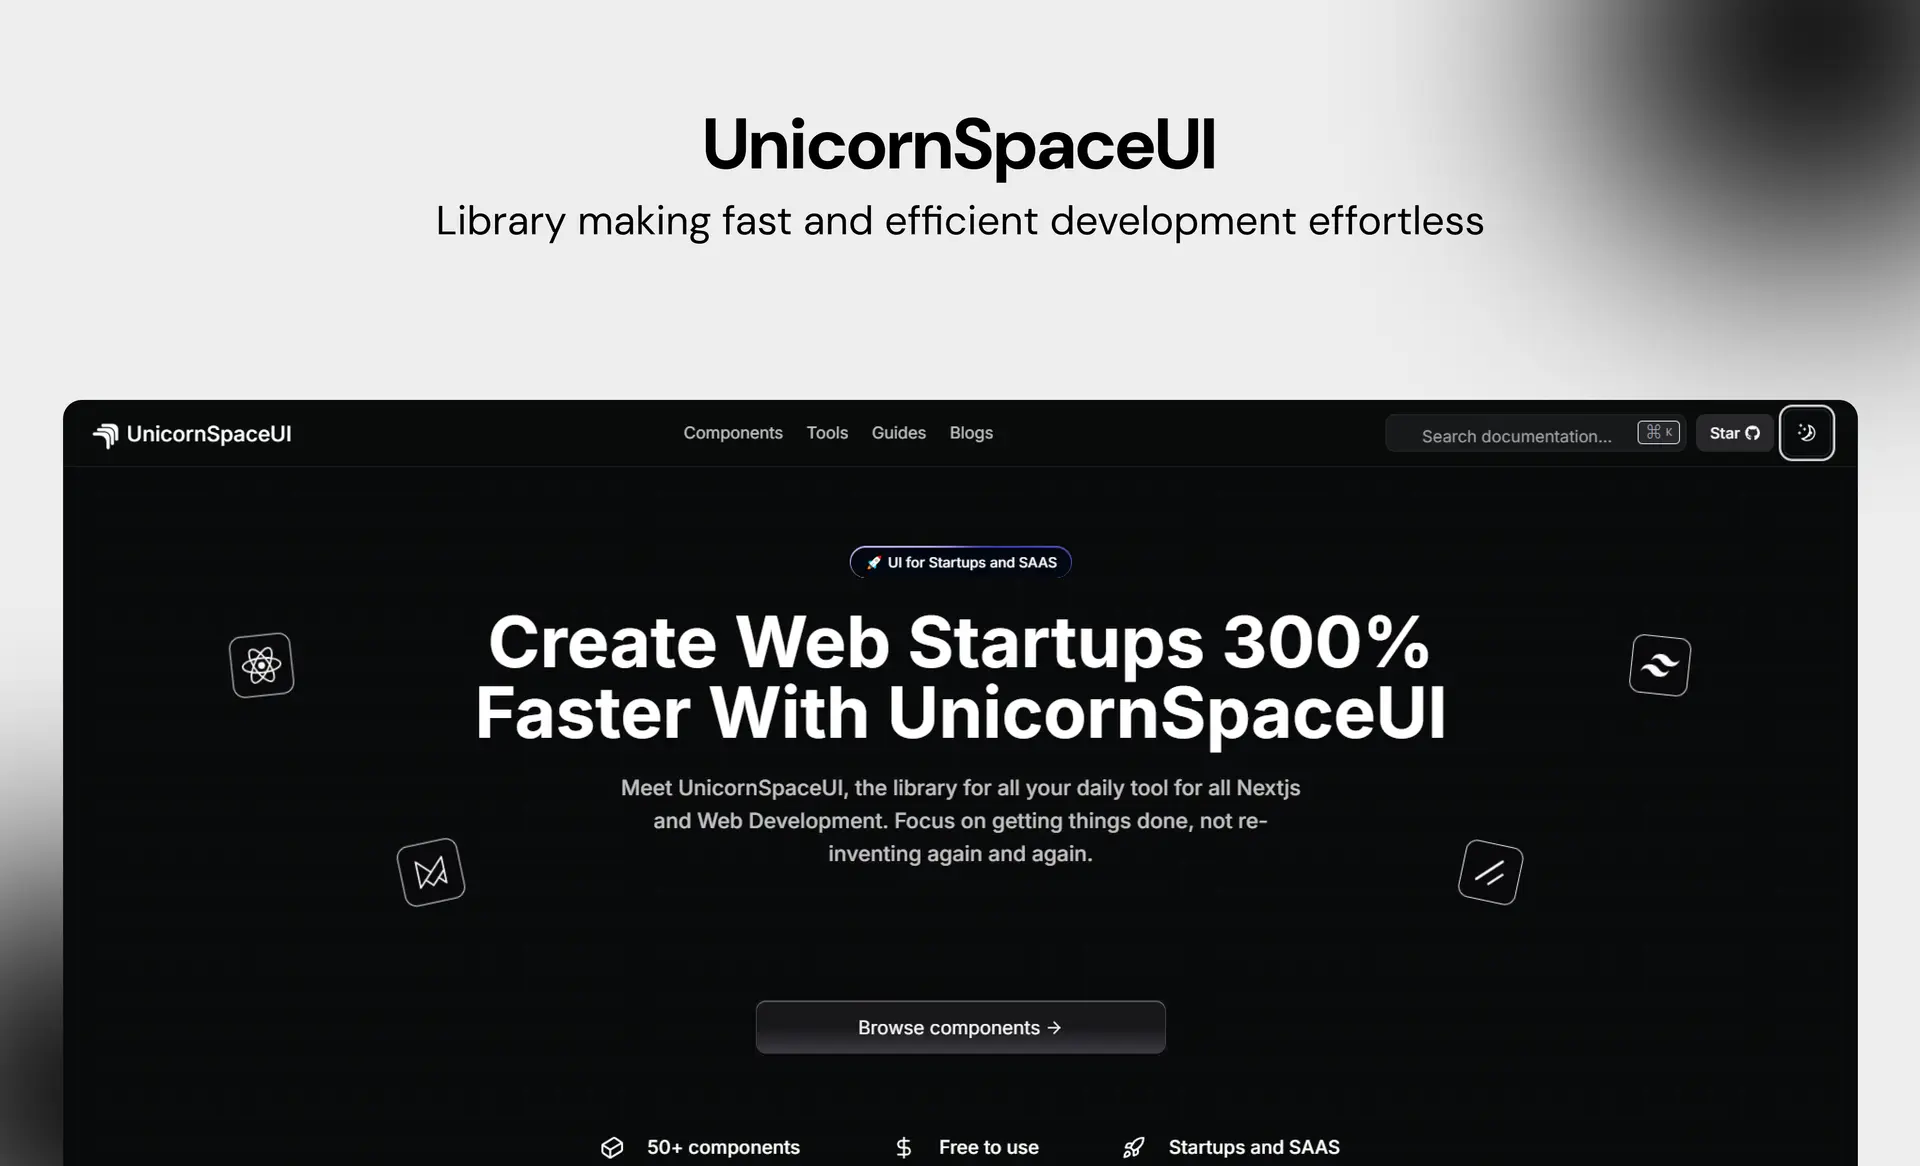 UnicornSpaceUI
Library making fast and efficient development effortless
UnicornSpaceUI
Components Tools Guides Blogs
Search documentation... ⌘ K
Star
🚀 UI for Startups and SAAS
Create Web Startups 300%
Faster With UnicornSpaceUI
Meet UnicornSpaceUI, the library for all your daily tool for all Nextjs
and Web Development. Focus on getting things done, not re-
inventing again and again.
Browse components →
50+ components
Free to use
Startups and SAAS